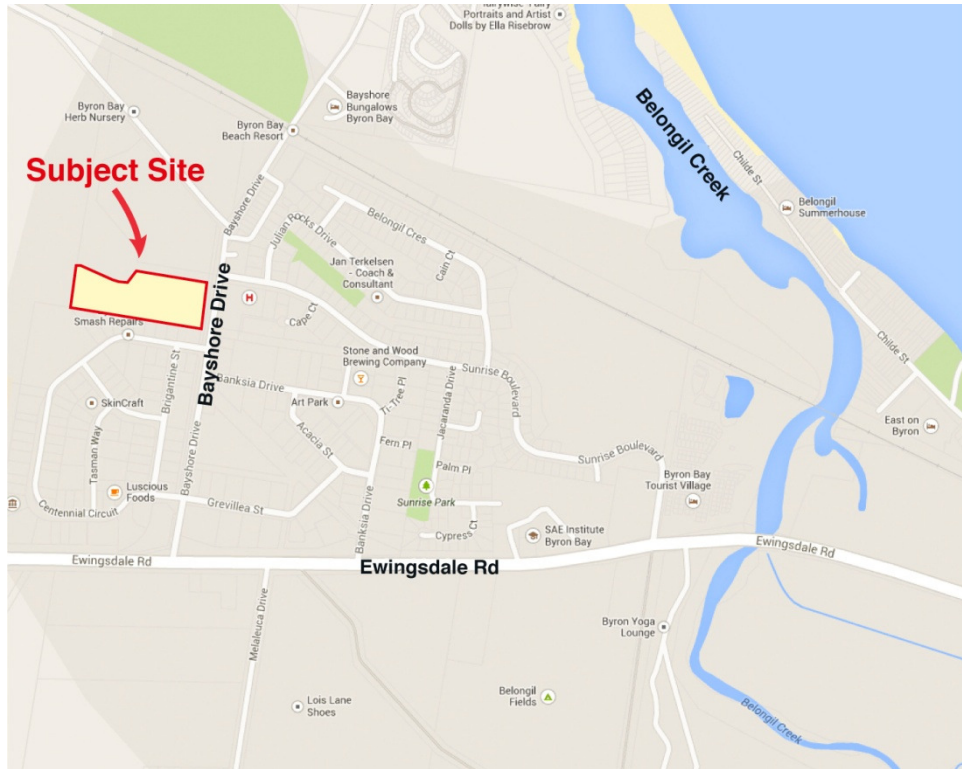 Portraits and Artist
Dolls by Ella Risebrow
Byron Bay
Herb Nursery
Bayshore
Bungalows
Byron Bay
Byron Bay
Beach Resort
Belongil Creek
Childe St
Belongil
Summerhouse
Subject Site
Bayshore Drive
Julian Rocks Drive
Belongil Cres
Cain Ct
Jan Terkelsen
- Coach &
Consultant
H
Cape Ct
Bayshore Drive
Smash Repairs
Stone and Wood
Brewing Company
Sunrise Boulevard
Childe St
Brigantine St
Banksia Drive
Art Park
Ti-Tree Pl
Jacaranda Drive
SkinCraft
Tasman Way
Acacia St
Fern Pl
East on
Byron
Sunrise Boulevard
Palm Pl
Byron Bay
Tourist Village
Luscious
Foods
Bayshore Drive
Sunrise Park
Centennial Circuit
Grevillea St
Banksia Drive
Cypress Ct
SAE Institute
Byron Bay
Ewingsdale Rd
Ewingsdale Rd
Ewingsdale Rd
Melaleuca Drive
Byron Yoga
Lounge
Lois Lane
Shoes
Belongil
Fields
Belongil Creek